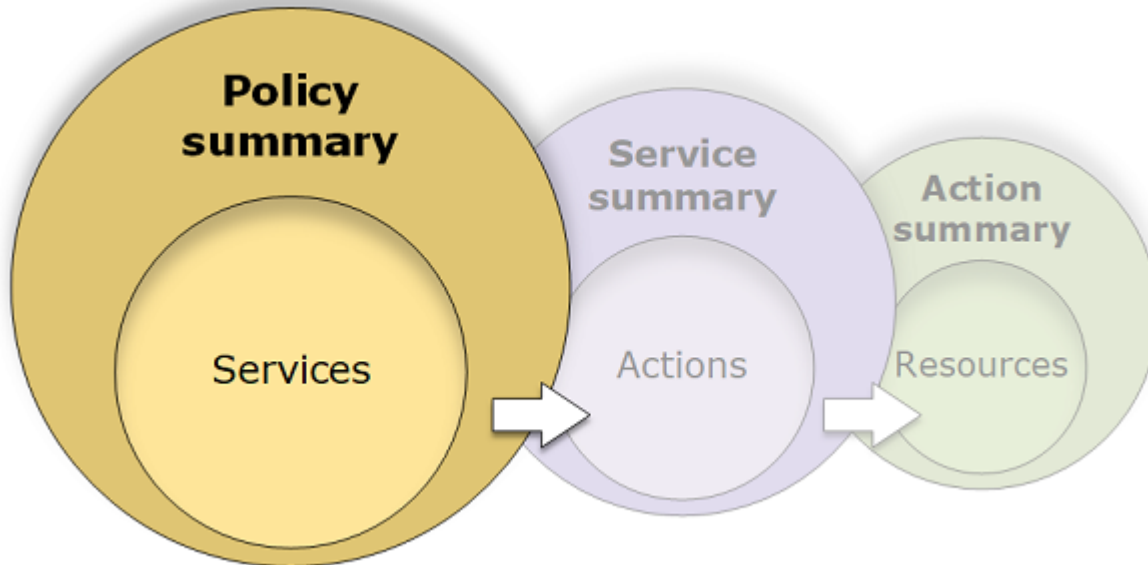 Policy
summary
Services
Service
summary
Actions
Action
summary
Resources